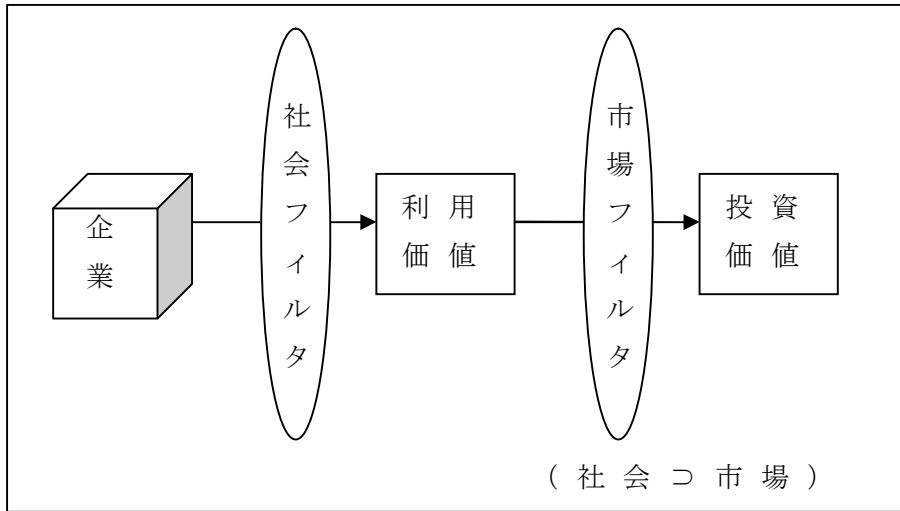 企業
社会フィルタ
利用
価値
市場フィルタ
投資
価値
(社会⊃市場)